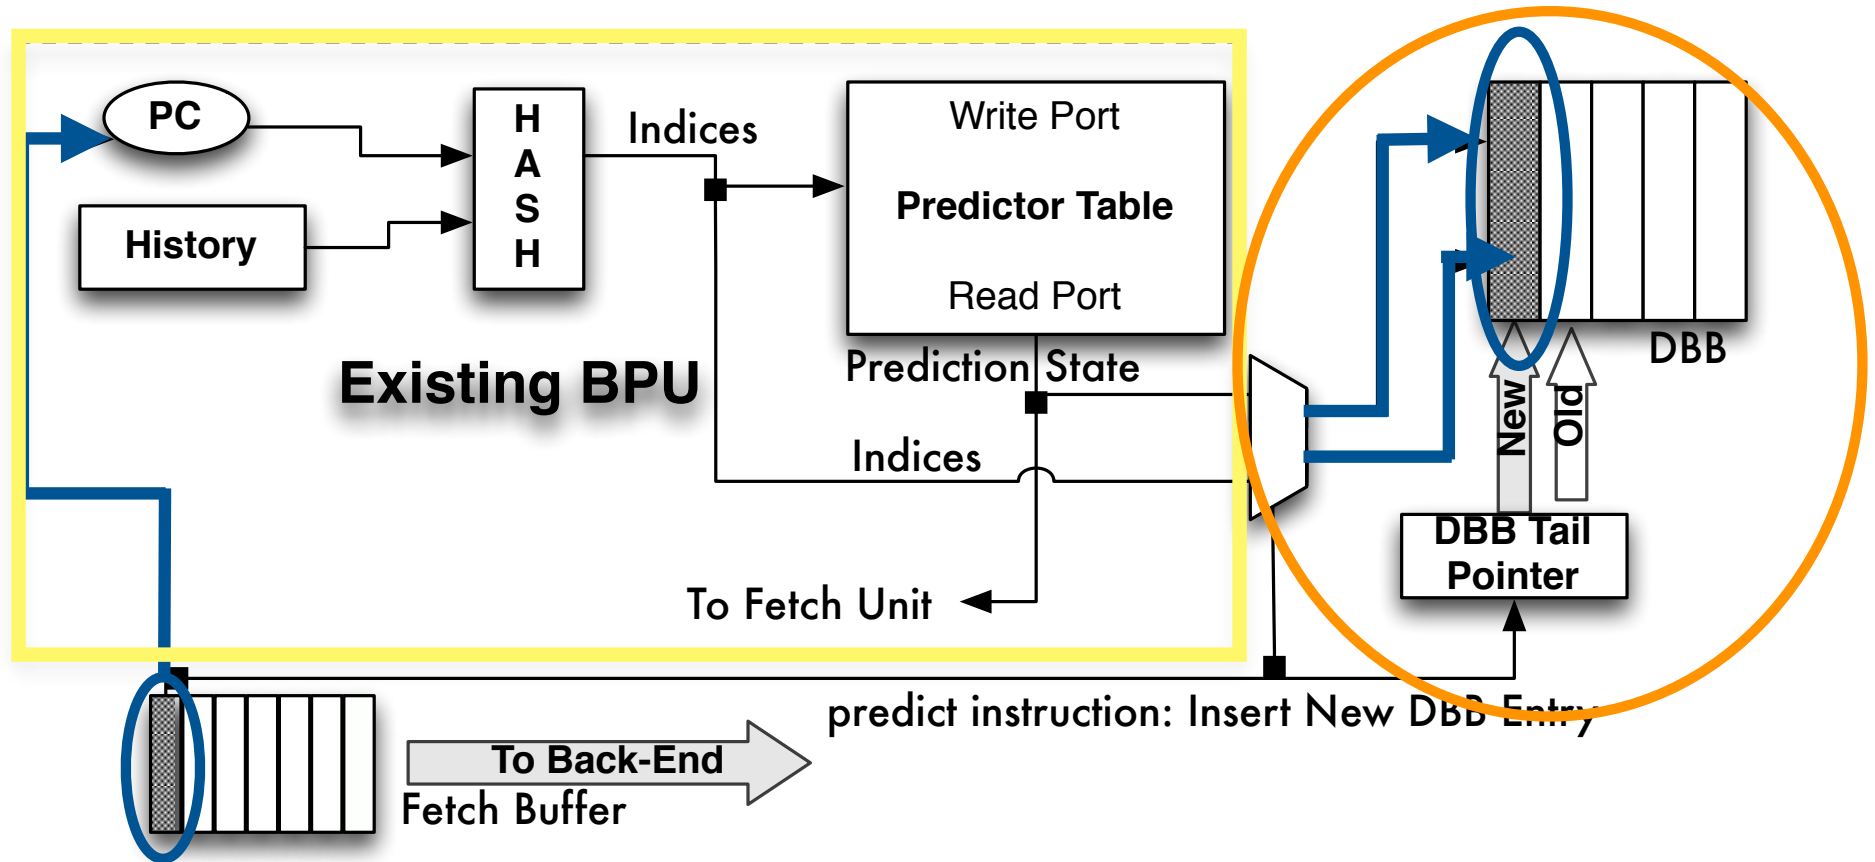 PC
History
H
A
S
H
Indices
Write Port
Predictor Table
Read Port
Existing BPU
Prediction State
Indices
To Fetch Unit
DBB
New
Old
DBB Tail
Pointer
predict instruction: Insert New DBB Entry
To Back-End
Fetch Buffer